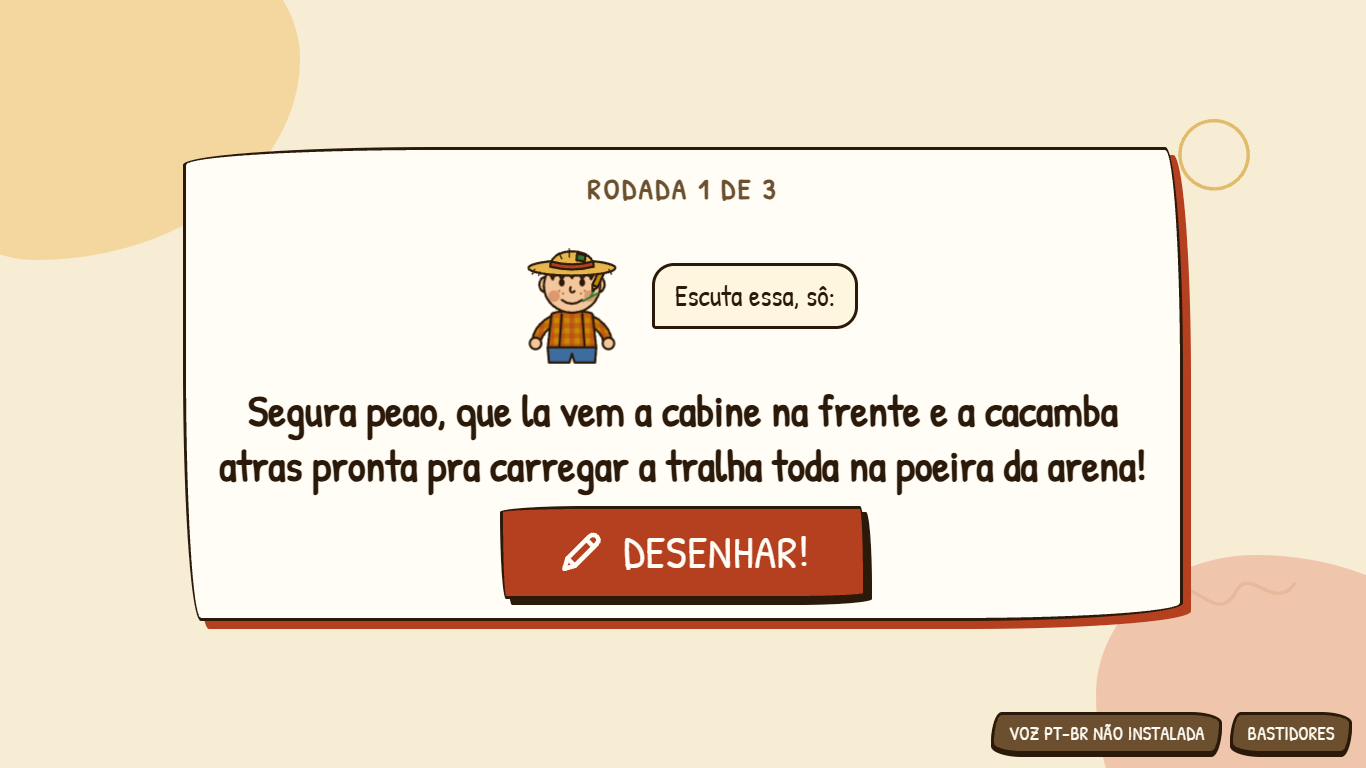 RODADA 1 DE 3
Escuta essa, sô:
Segura peao, que la vem a cabine na frente e a cacamba
atras pronta pra carregar a tralha toda na poeira da arena!
DESENHAR!
VOZ PT-BR NÃO INSTALADA
BASTIDORES